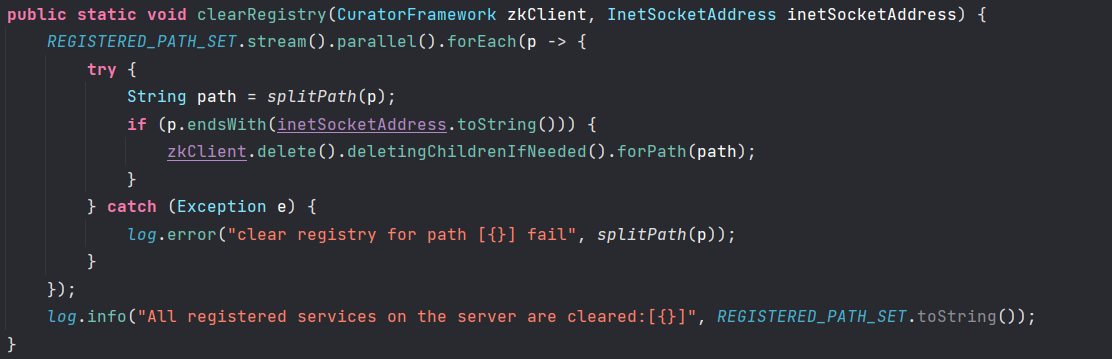 public static void clearRegistry(CuratorFramework zkClient, InetSocketAddress inetSocketAddress) {
    REGISTERED_PATH_SET.stream().parallel().forEach(p -> {
        try {
            String path = splitPath(p);
            if (p.endsWith(inetSocketAddress.toString())) {
                zkClient.delete().deletingChildrenIfNeeded().forPath(path);
            }
        } catch (Exception e) {
            log.error("clear registry for path [{}] fail", splitPath(p));
        }
    });
    log.info("All registered services on the server are cleared:[{}]", REGISTERED_PATH_SET.toString());
}